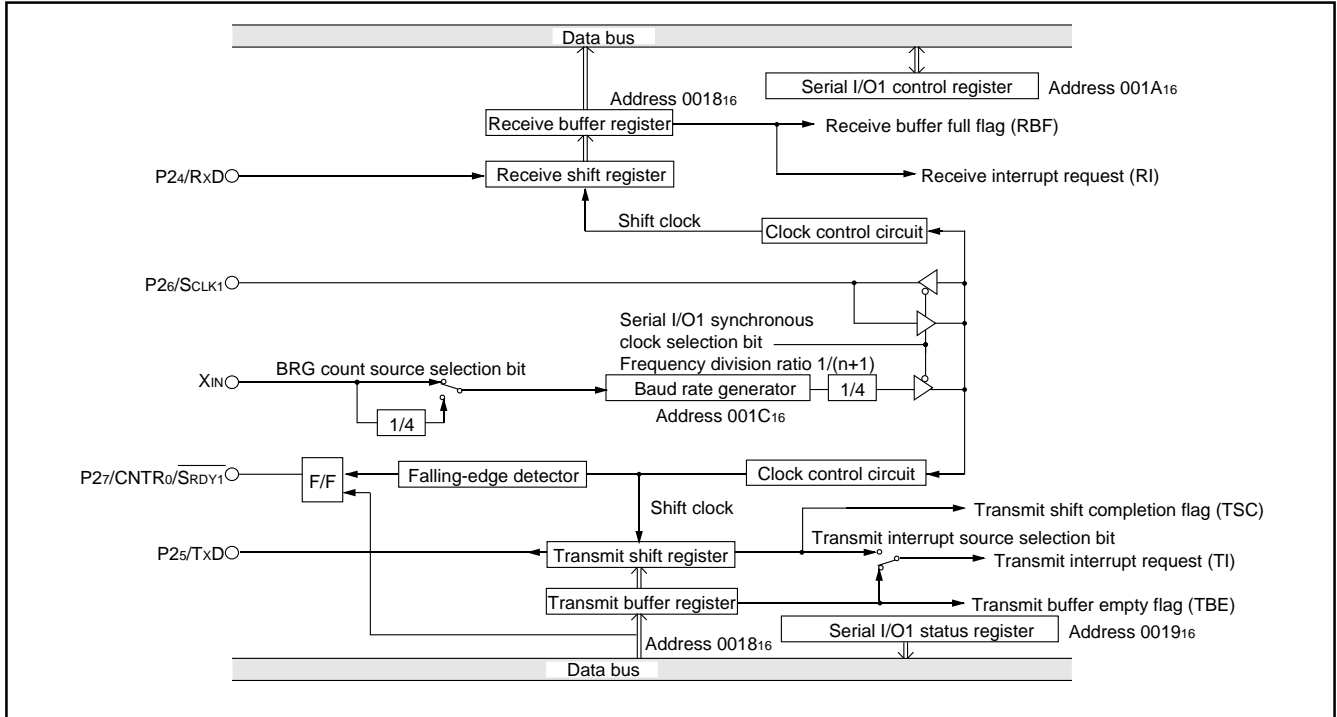 Data bus
Serial I/O1 control register Address 001A16
Address 001816
Receive buffer register Receive buffer full flag (RBF)
P24/RXD Receive shift register Receive interrupt request (RI)
Shift clock Clock control circuit
P26/SCLK1
Serial I/O1 synchronous
clock selection bit
BRG count source selection bit Frequency division ratio 1/(n+1)
XIN Baud rate generator 1/4
Address 001C16
1/4
P27/CNTR0/S̅R̅D̅Y̅1̅ F/F Falling-edge detector Clock control circuit
Shift clock
Transmit shift completion flag (TSC)
Transmit interrupt source selection bit
P25/TXD Transmit shift register Transmit interrupt request (TI)
Transmit buffer register Transmit buffer empty flag (TBE)
Address 001816 Serial I/O1 status register Address 001916
Data bus